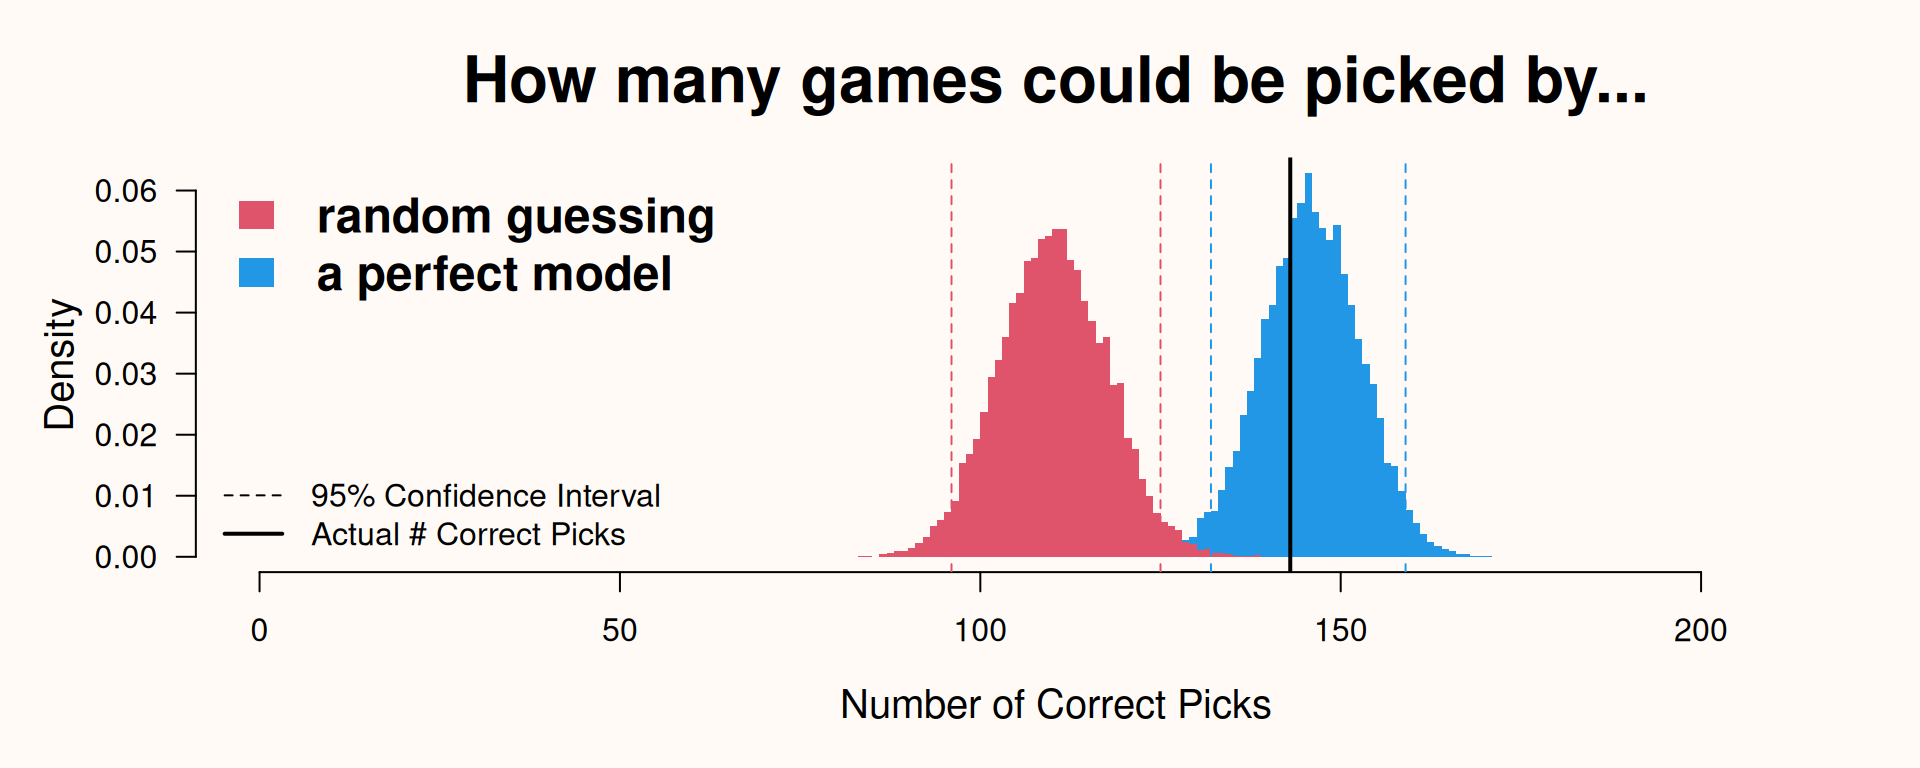 How many games could be picked by...
random guessing
a perfect model
95% Confidence Interval
Actual # Correct Picks
Density
0.06
0.05
0.04
0.03
0.02
0.01
0.00
0 50 100 150 200
Number of Correct Picks